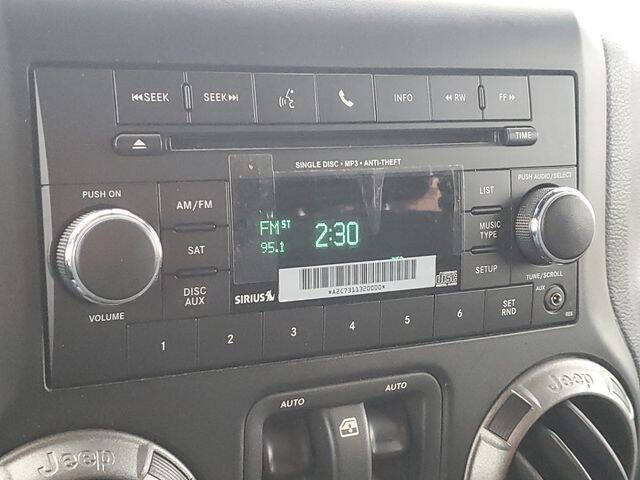 ⏮SEEK SEEK⏭ INFO ◀◀ RW FF ▶▶
TIME
SINGLE DISC • MP3 • ANTI-THEFT
PUSH ON
PUSH AUDIO/SELECT
AM/FM
SAT
DISC
AUX
VOLUME
FM ST
95.1
2:30
LIST
MUSIC
TYPE
SETUP
TUNE/SCROLL
AUX
*A2C7311320000*
SIRIUS
disc
SET
RND
1 2 3 4 5 6
AUTO AUTO
Jeep
Jeep